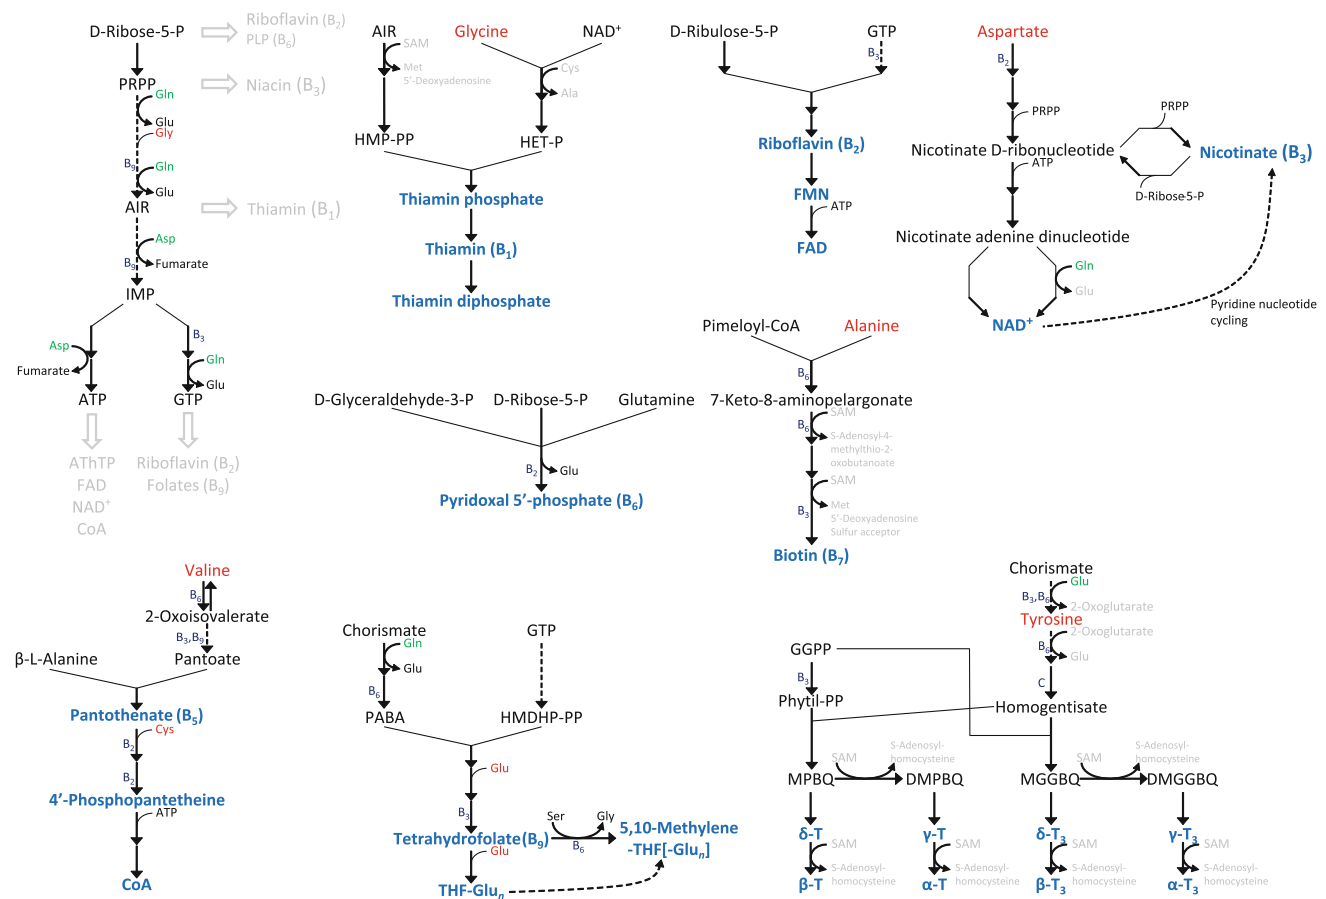 D-Ribose-5-P
Riboflavin (B2)
PLP (B6)
PRPP
Niacin (B3)
Gln
Glu
Gly
B9
Gln
Glu
AIR
Thiamin (B1)
Asp
B9
Fumarate
IMP
B3
Asp
Fumarate
Gln
Glu
ATP
GTP
AThTP
FAD
NAD+
CoA
Riboflavin (B2)
Folates (B9)
AIR
SAM
Met
5'-Deoxyadenosine
HMP-PP
Glycine
NAD+
Cys
Ala
HET-P
Thiamin phosphate
Thiamin (B1)
Thiamin diphosphate
D-Ribulose-5-P
GTP
B3
Riboflavin (B2)
FMN
ATP
FAD
Aspartate
B2
PRPP
Nicotinate D-ribonucleotide
PRPP
Nicotinate (B3)
D-Ribose-5-P
ATP
Nicotinate adenine dinucleotide
Gln
Glu
NAD+
Pyridine nucleotide
cycling
D-Glyceraldehyde-3-P
D-Ribose-5-P
Glutamine
B2
Glu
Pyridoxal 5'-phosphate (B6)
Pimeloyl-CoA
Alanine
B6
7-Keto-8-aminopelargonate
SAM
B6
S-Adenosyl-4-
methylthio-2-
oxobutanoate
SAM
B3
Met
5'-Deoxyadenosine
Sulfur acceptor
Biotin (B7)
Valine
B6
2-Oxoisovalerate
B3,B9
β-L-Alanine
Pantoate
Pantothenate (B5)
Cys
B2
B2
4'-Phosphopantetheine
ATP
CoA
Chorismate
Gln
Glu
B6
PABA
GTP
HMDHP-PP
Glu
B3
Tetrahydrofolate(B9)
Ser
Gly
B6
5,10-Methylene
-THF[-Glun]
Glu
THF-Glun
Chorismate
Glu
B3,B6
2-Oxoglutarate
Tyrosine
2-Oxoglutarate
B6
Glu
C
Homogentisate
GGPP
B3
Phytil-PP
MPBQ
SAM
S-Adenosyl-
homocysteine
DMPBQ
MGGBQ
SAM
S-Adenosyl-
homocysteine
DMGGBQ
δ-T
SAM
S-Adenosyl-
homocysteine
β-T
γ-T
SAM
S-Adenosyl-
homocysteine
α-T
δ-T3
SAM
S-Adenosyl-
homocysteine
β-T3
γ-T3
SAM
S-Adenosyl-
homocysteine
α-T3